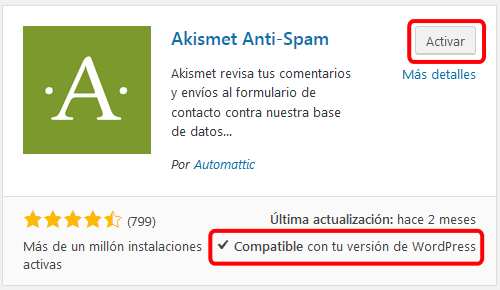 ·A·
Akismet Anti-Spam
Activar
Más detalles
Akismet revisa tus comentarios
y envíos al formulario de
contacto contra nuestra base
de datos...
Por Automattic
(799)
Más de un millón instalaciones
activas
Última actualización: hace 2 meses
✓ Compatible con tu versión de WordPress